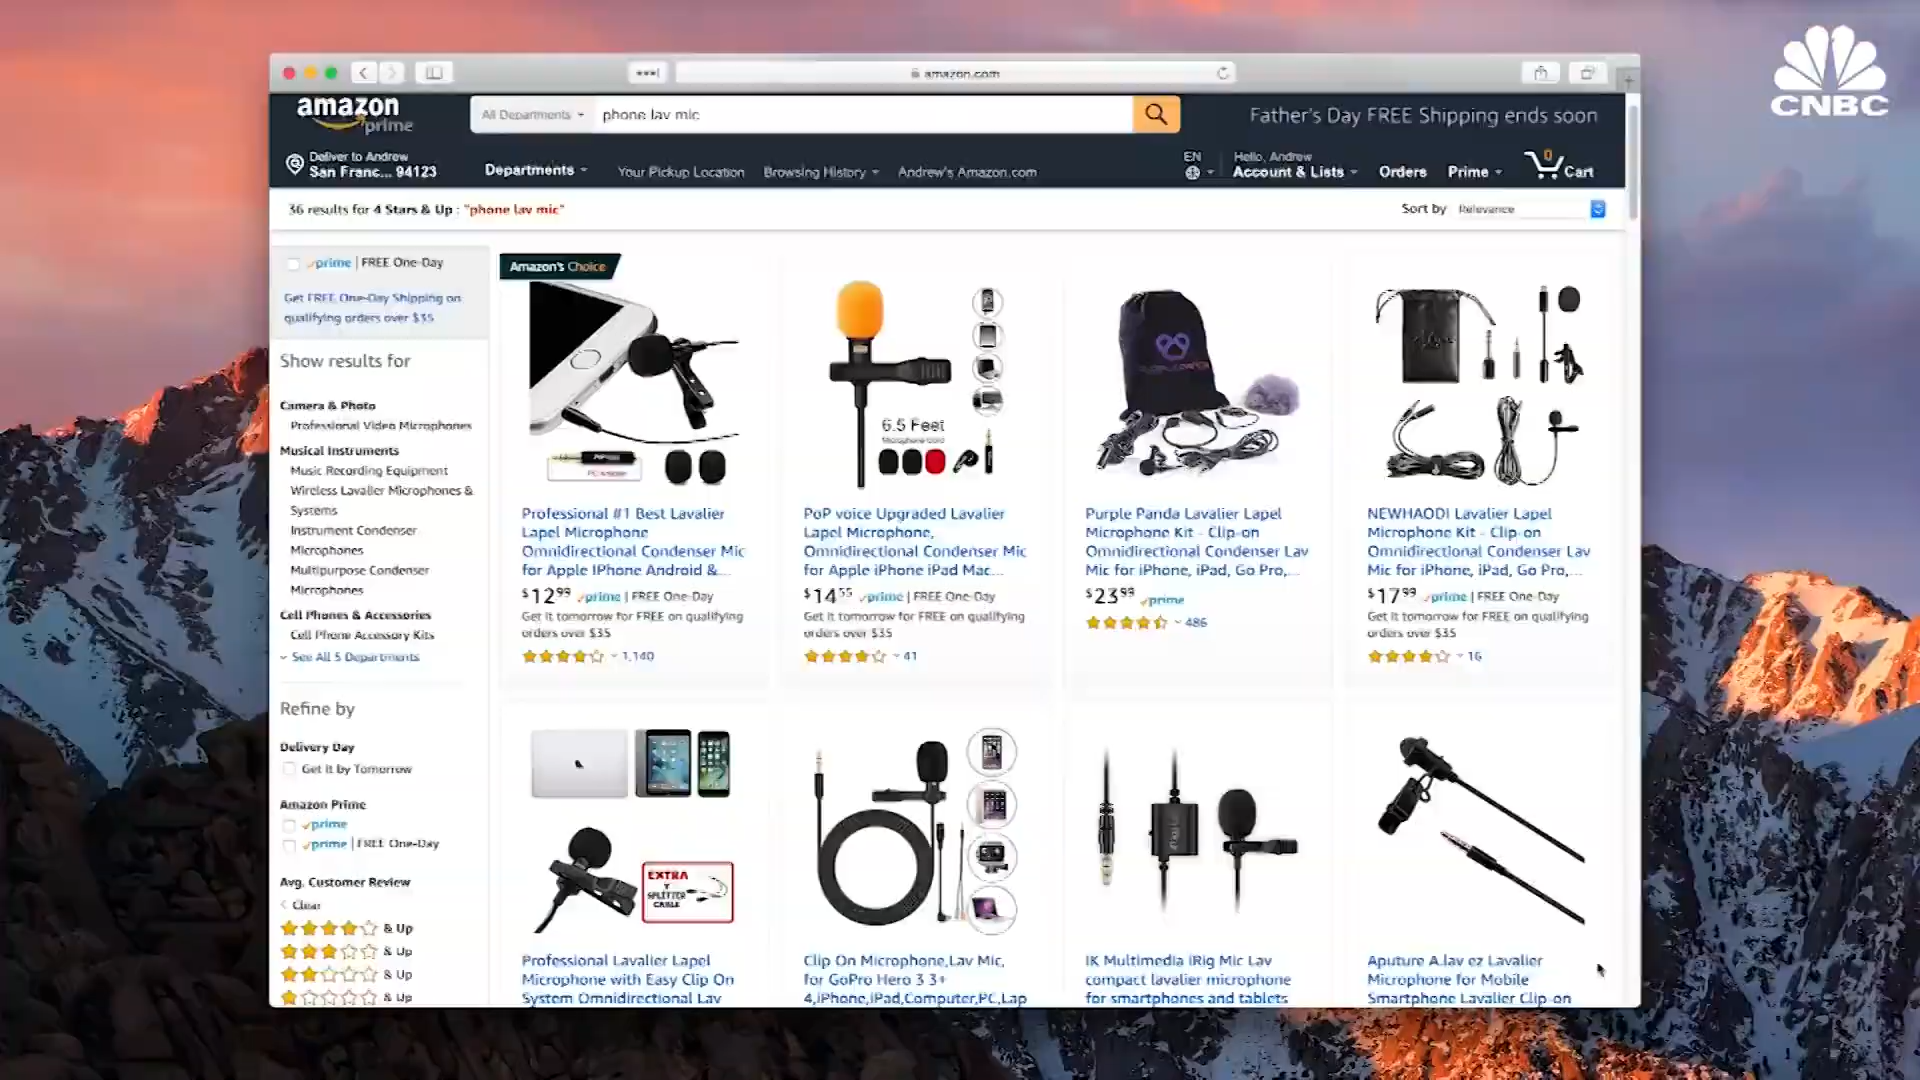 CNBC
amazon.com
amazon
prime
All Departments
phone lav mic
Father's Day FREE Shipping ends soon
Deliver to Andrew
San Franc... 94123
Departments
Your Pickup Location
Browsing History
Andrew's Amazon.com
EN
Hello, Andrew
Account & Lists
Orders
Prime
0
Cart
36 results for 4 Stars & Up : "phone lav mic"
Sort by
Relevance
prime | FREE One-Day
Get FREE One-Day Shipping on
qualifying orders over $35
Show results for
Camera & Photo
Professional Video Microphones
Musical Instruments
Music Recording Equipment
Wireless Lavalier Microphones &
Systems
Instrument Condenser
Microphones
Multipurpose Condenser
Microphones
Cell Phones & Accessories
Cell Phone Accessory Kits
See All 5 Departments
Refine by
Delivery Day
Get It by Tomorrow
Amazon Prime
prime
prime | FREE One-Day
Avg. Customer Review
Clear
& Up
& Up
& Up
& Up
Amazon's Choice
Professional #1 Best Lavalier
Lapel Microphone
Omnidirectional Condenser Mic
for Apple IPhone Android &...
$12.99 prime | FREE One-Day
Get it tomorrow for FREE on qualifying
orders over $35
1,140
6.5 Feet
Microphone Cord
PoP voice Upgraded Lavalier
Lapel Microphone,
Omnidirectional Condenser Mic
for Apple iPhone iPad Mac...
$14.55 prime | FREE One-Day
Get it tomorrow for FREE on qualifying
orders over $35
41
Purple Panda Lavalier Lapel
Microphone Kit - Clip-on
Omnidirectional Condenser Lav
Mic for iPhone, iPad, Go Pro,...
$23.99 prime
486
NEWHAODI Lavalier Lapel
Microphone Kit - Clip-on
Omnidirectional Condenser Lav
Mic for iPhone, iPad, Go Pro,...
$17.99 prime | FREE One-Day
Get it tomorrow for FREE on qualifying
orders over $35
16
EXTRA
Y
SPLITTER
CABLE
Professional Lavalier Lapel
Microphone with Easy Clip On
System Omnidirectional Lav
Clip On Microphone,Lav Mic,
for GoPro Hero 3 3+
4,iPhone,iPad,Computer,PC,Lap
IK Multimedia iRig Mic Lav
compact lavalier microphone
for smartphones and tablets
Aputure A.lav ez Lavalier
Microphone for Mobile
Smartphone Lavalier Clip-on